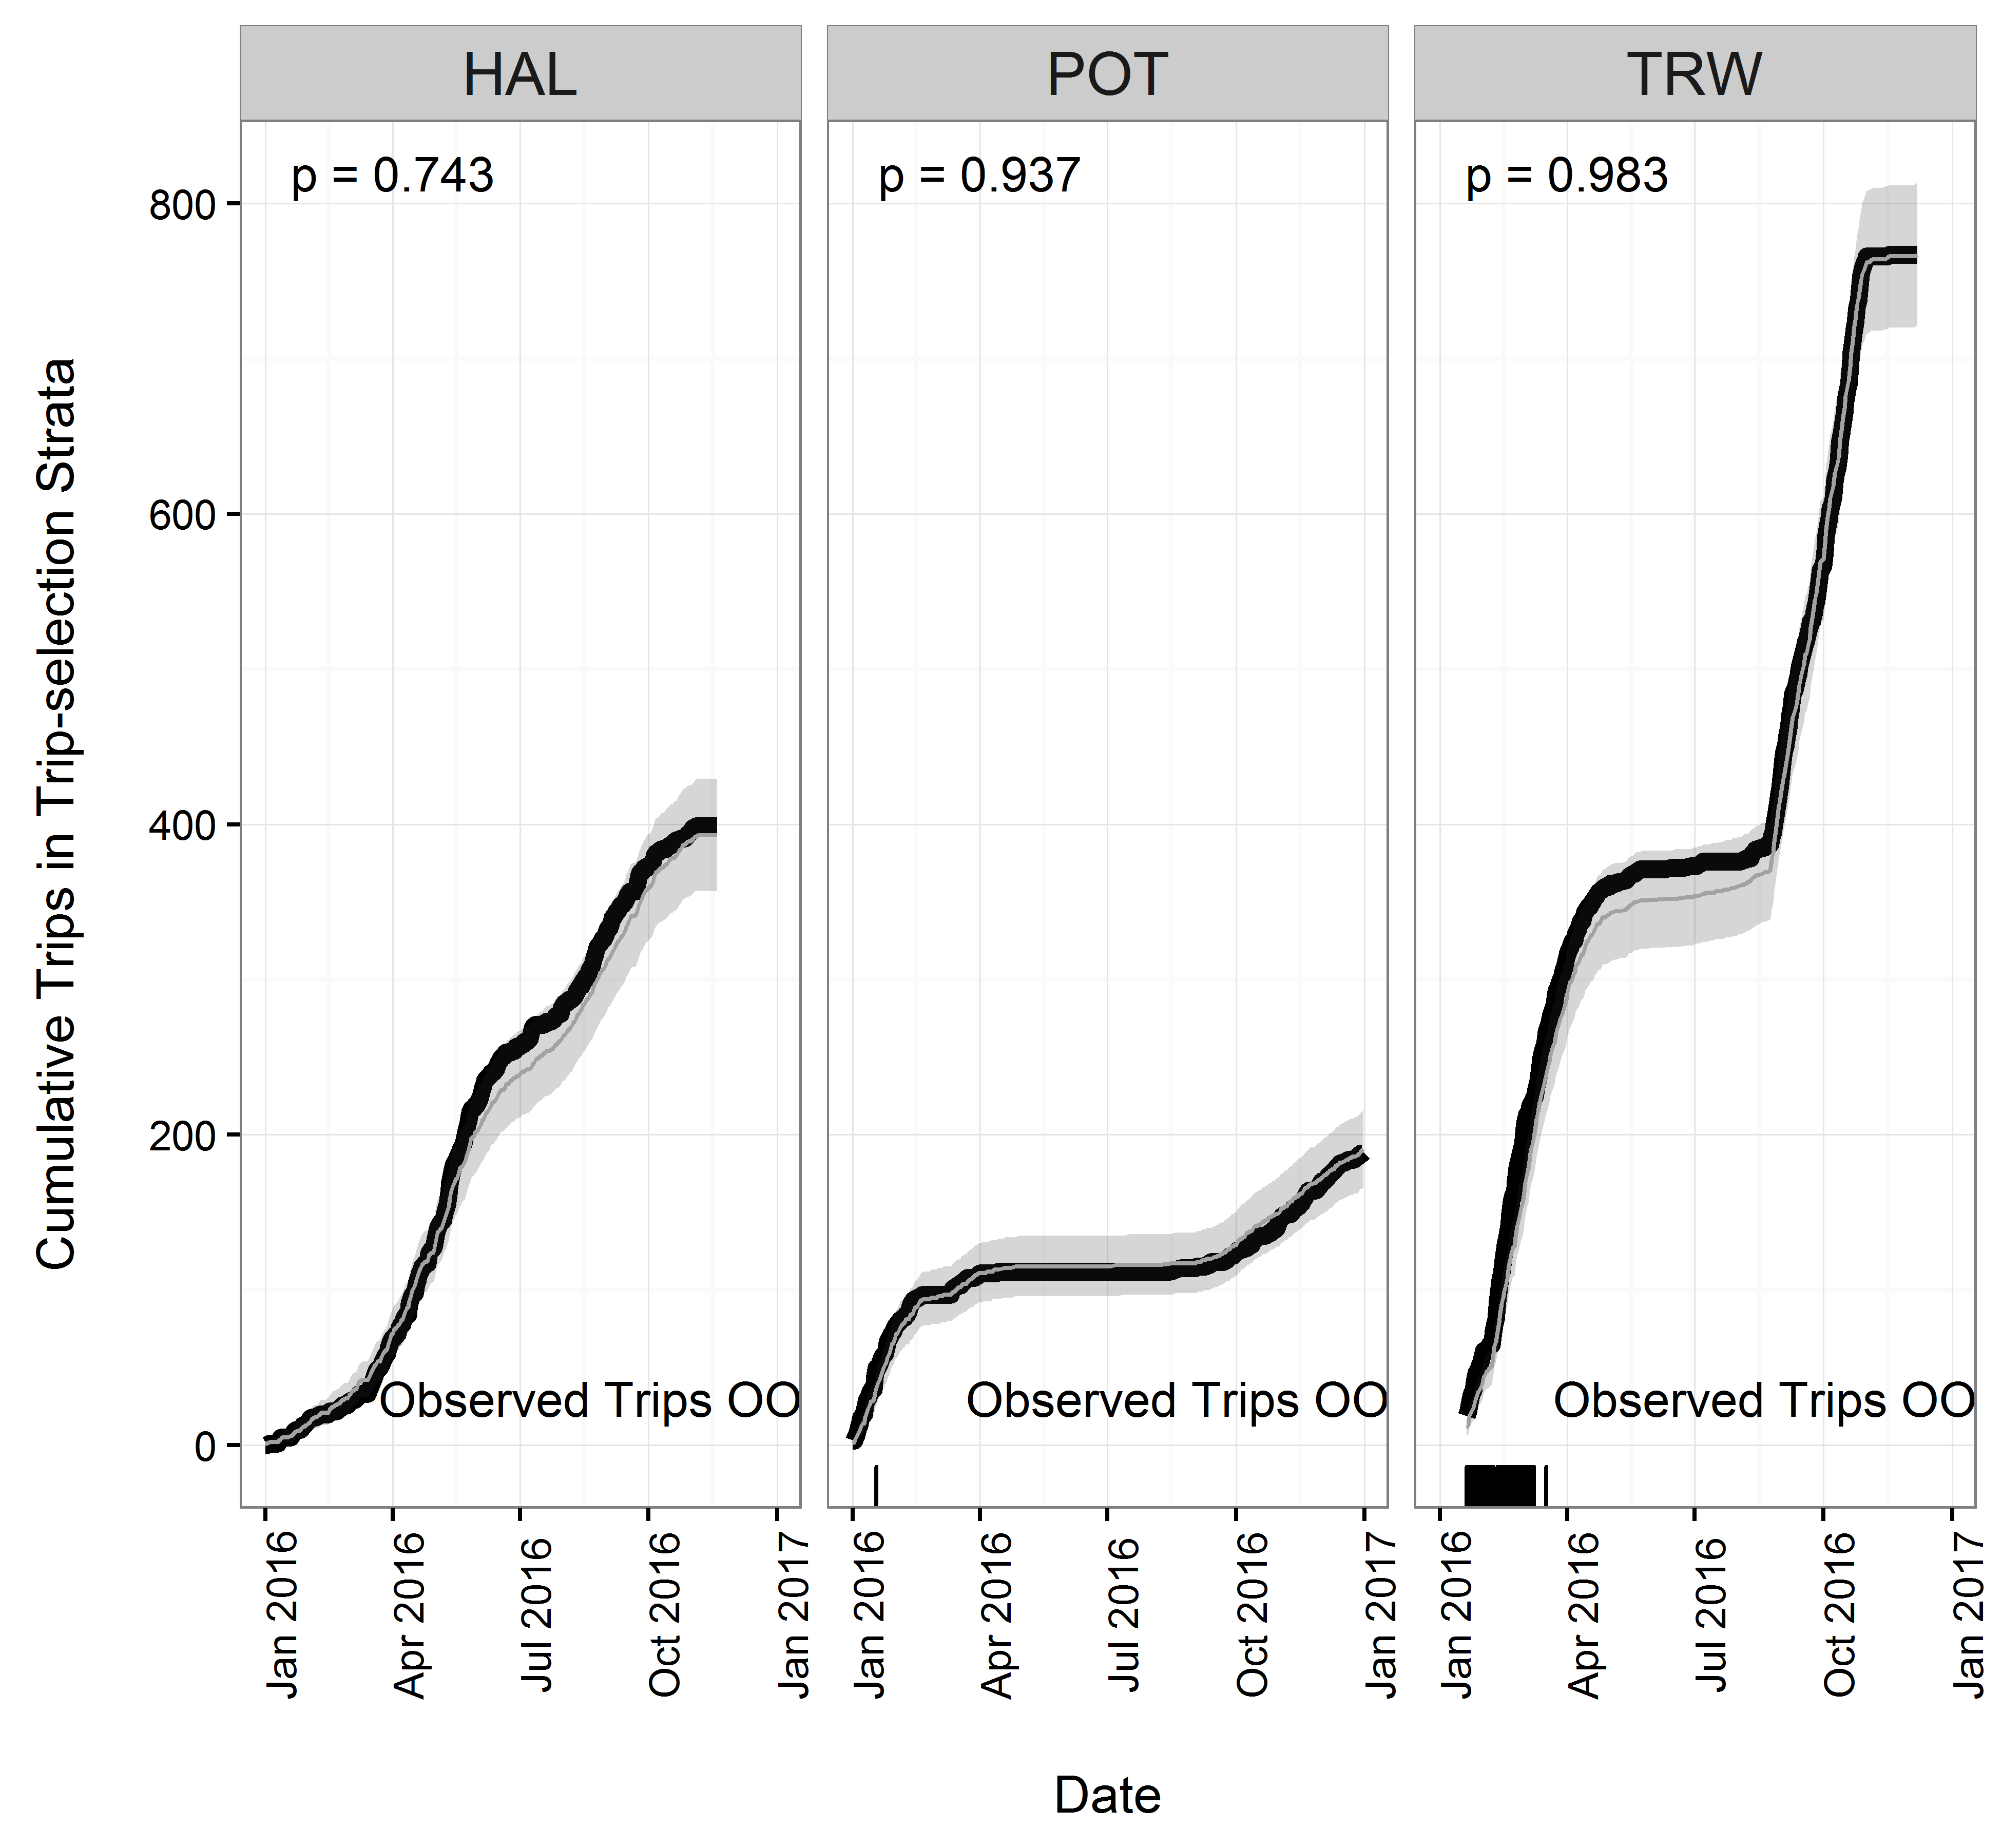 HAL
POT
TRW
p = 0.743
p = 0.937
p = 0.983
Cumulative Trips in Trip-selection Strata
800
600
400
200
0
Observed Trips OO
Observed Trips OO
Observed Trips OO
Jan 2016
Apr 2016
Jul 2016
Oct 2016
Jan 2017
Jan 2016
Apr 2016
Jul 2016
Oct 2016
Jan 2017
Jan 2016
Apr 2016
Jul 2016
Oct 2016
Jan 2017
Date